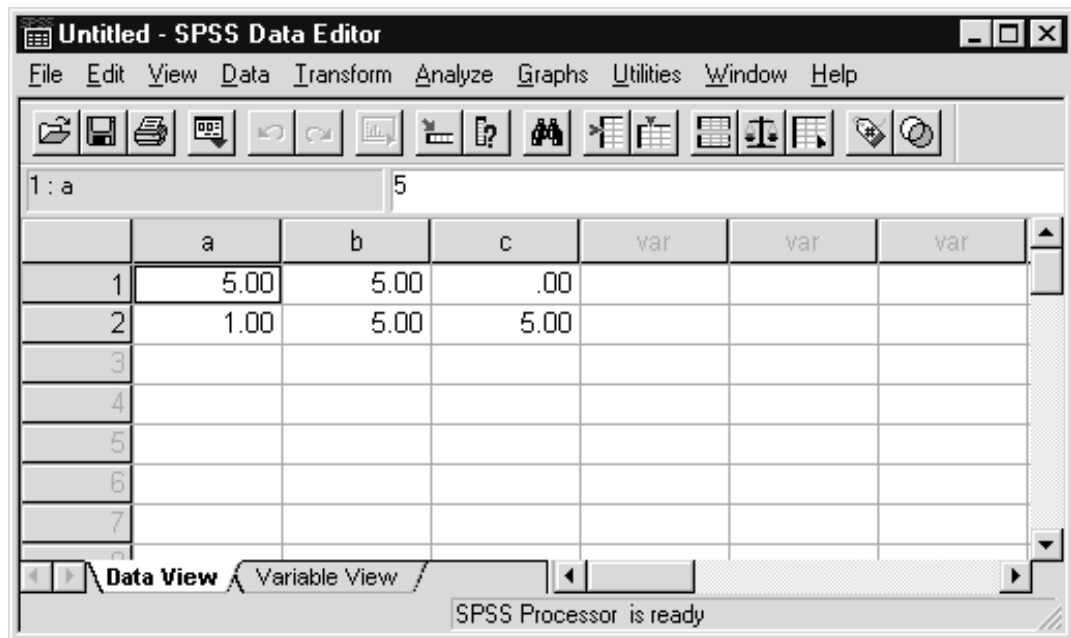 Untitled - SPSS Data Editor
File Edit View Data Transform Analyze Graphs Utilities Window Help
1 : a 5
a b c var var var
1 5.00 5.00 .00
2 1.00 5.00 5.00
3
4
5
6
7
Data View Variable View
SPSS Processor is ready